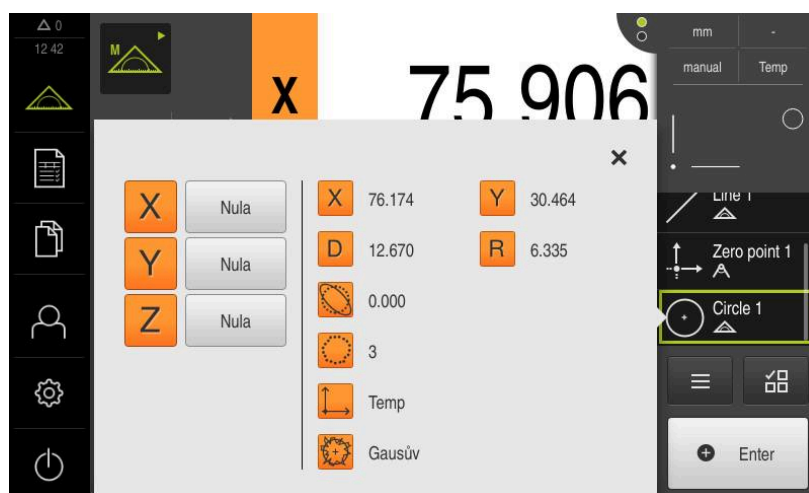 0
12 42
M
X
75.906
mm
-
manual
Temp
X
Nula
X
76.174
Y
30.464
Y
Nula
D
12.670
R
6.335
Z
Nula
0.000
3
Temp
Gausův
Line 1
Zero point 1
Circle 1
Enter